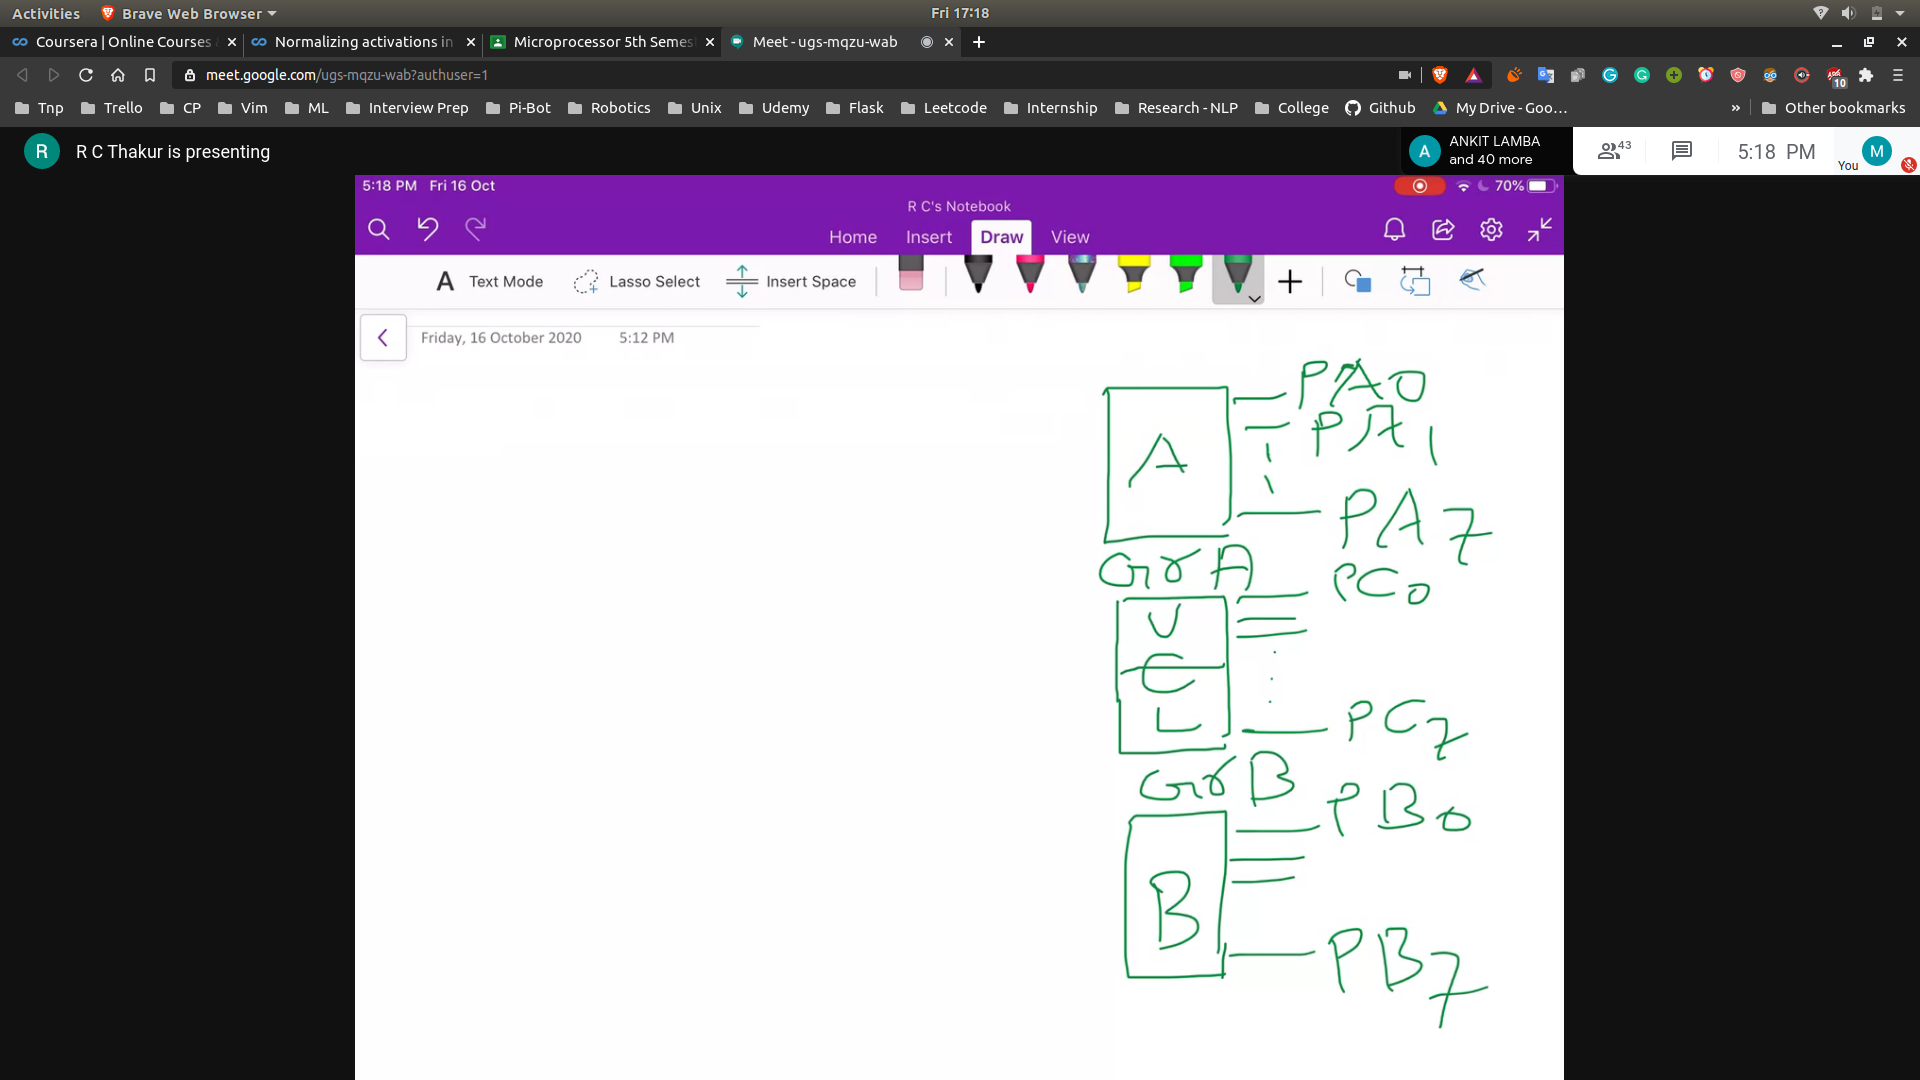 Activities Brave Web Browser Fri 17:18
Coursera | Online Courses Normalizing activations in Microprocessor 5th Semes Meet - ugs-mqzu-wab
meet.google.com/ugs-mqzu-wab?authuser=1 10
Tnp Trello CP Vim ML Interview Prep Pi-Bot Robotics Unix Udemy Flask Leetcode Internship Research - NLP College Github My Drive - Goo... » Other bookmarks
R R C Thakur is presenting A ANKIT LAMBA and 40 more 43 5:18 PM You M
5:18 PM Fri 16 Oct 70%
R C's Notebook
Home Insert Draw View
A Text Mode Lasso Select Insert Space
Friday, 16 October 2020 5:12 PM
PA0
PA1
A
PA7
Gr A
PC0
U
C
L
PC7
Gr B
PB0
B
PB7